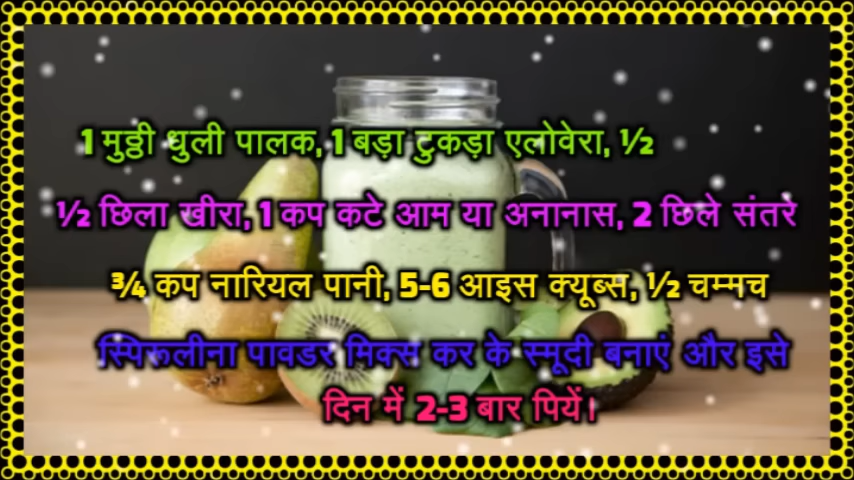 1 मुठ्ठी धुली पालक, 1 बड़ा टुकड़ा एलोवेरा, ½
½ छिला खीरा, 1 कप कटे आम या अनानास, 2 छिले संतरे
¾ कप नारियल पानी, 5-6 आइस क्यूब्स, ½ चम्मच
स्पिरूलीना पावडर मिक्स कर के स्मूदी बनाएं और इसे
दिन में 2-3 बार पियें।